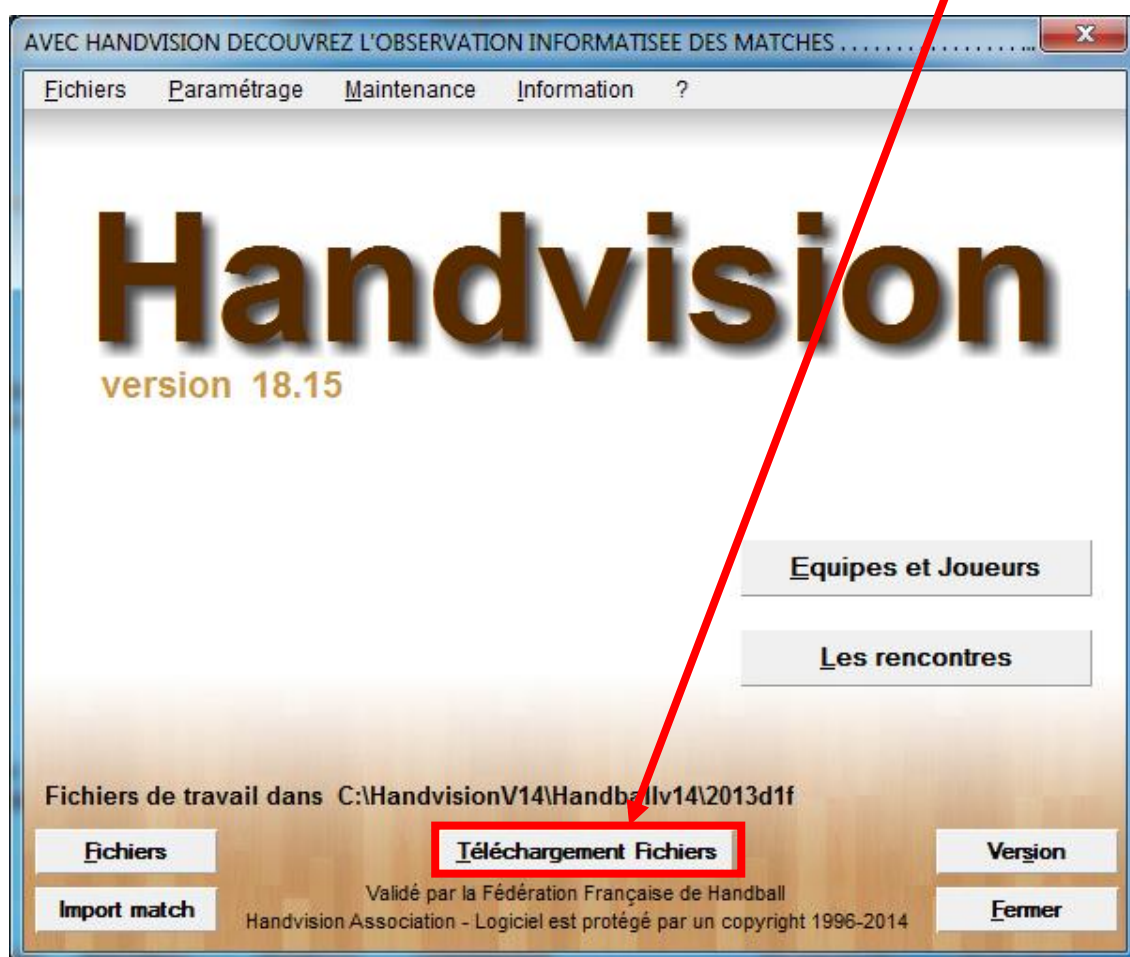 AVEC HANDVISION DECOUVREZ L'OBSERVATION INFORMATISEE DES MATCHES . . . . . . . . . . . . . . . . . ...
Fichiers Paramétrage Maintenance Information ?
Handvision
version 18.15
Equipes et Joueurs
Les rencontres
Fichiers de travail dans C:\HandvisionV14\Handballv14\2013d1f
Fichiers Téléchargement Fichiers Version
Validé par la Fédération Française de Handball
Import match Handvision Association - Logiciel est protégé par un copyright 1996-2014 Fermer